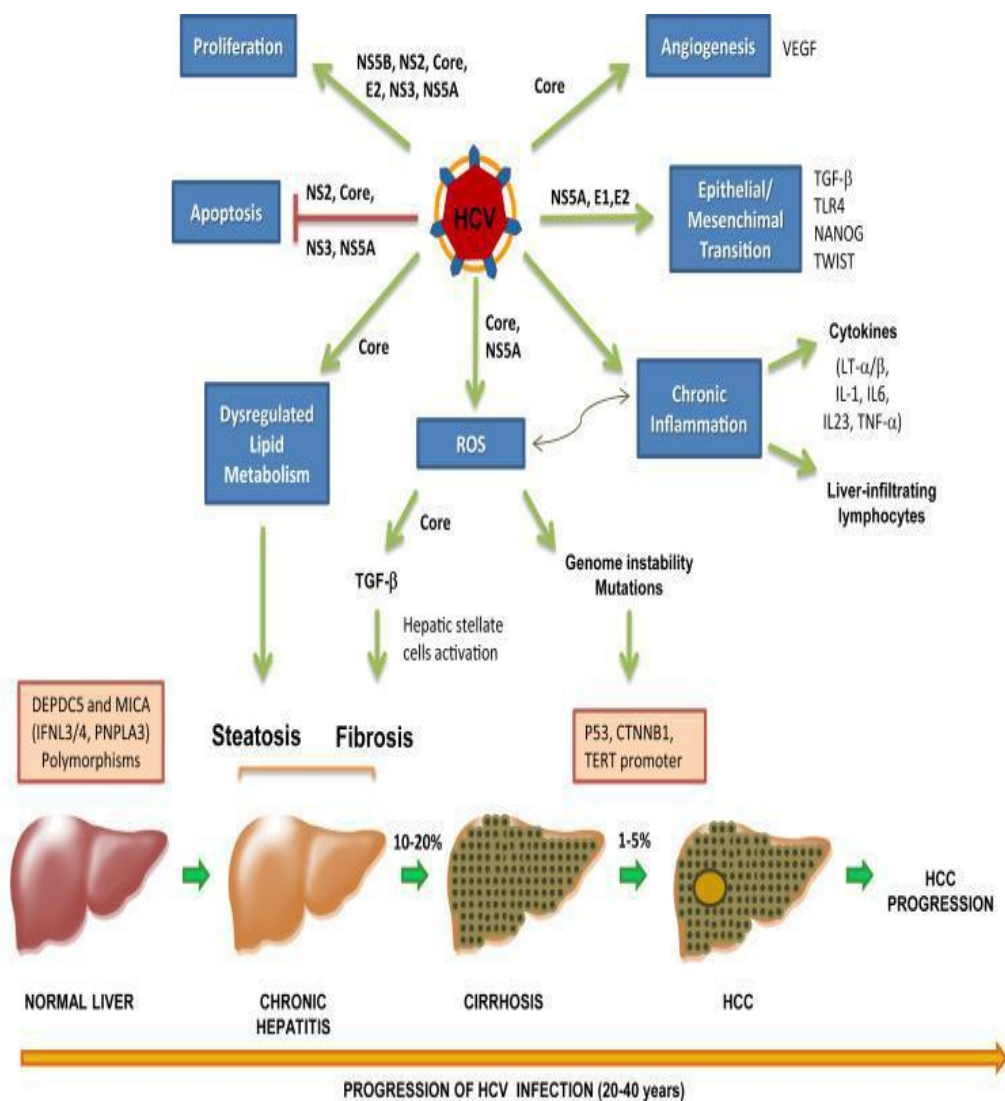 Proliferation
NS5B, NS2, Core,
E2, NS3, NS5A
Core
Angiogenesis
VEGF
Apoptosis
NS2, Core,
NS3, NS5A
HCV
NS5A, E1,E2
Epithelial/
Mesenchimal
Transition
TGF-β
TLR4
NANOG
TWIST
Core
Core,
NS5A
Dysregulated
Lipid
Metabolism
ROS
Chronic
Inflammation
Cytokines
(LT-α/β,
IL-1, IL6,
IL23, TNF-α)
Liver-infiltrating
lymphocytes
Core
TGF-β
Genome instability
Mutations
Hepatic stellate
cells activation
DEPDC5 and MICA
(IFNL3/4, PNPLA3)
Polymorphisms
Steatosis
Fibrosis
P53, CTNNB1,
TERT promoter
10-20%
1-5%
HCC
PROGRESSION
NORMAL LIVER
CHRONIC
HEPATITIS
CIRRHOSIS
HCC
PROGRESSION OF HCV INFECTION (20-40 years)